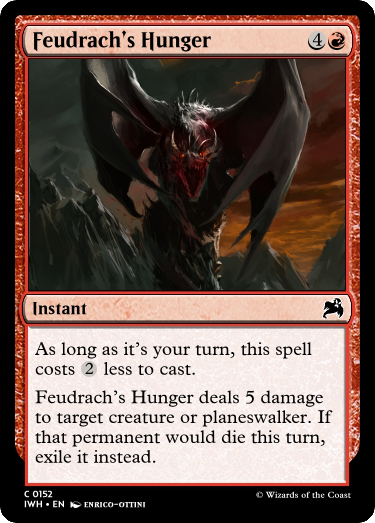 Feudrach's Hunger 4
Instant
As long as it's your turn, this spell
costs 2 less to cast.
Feudrach's Hunger deals 5 damage
to target creature or planeswalker. If
that permanent would die this turn,
exile it instead.
C 0152
IWH • EN ENRICO-OTTINI
© Wizards of the Coast